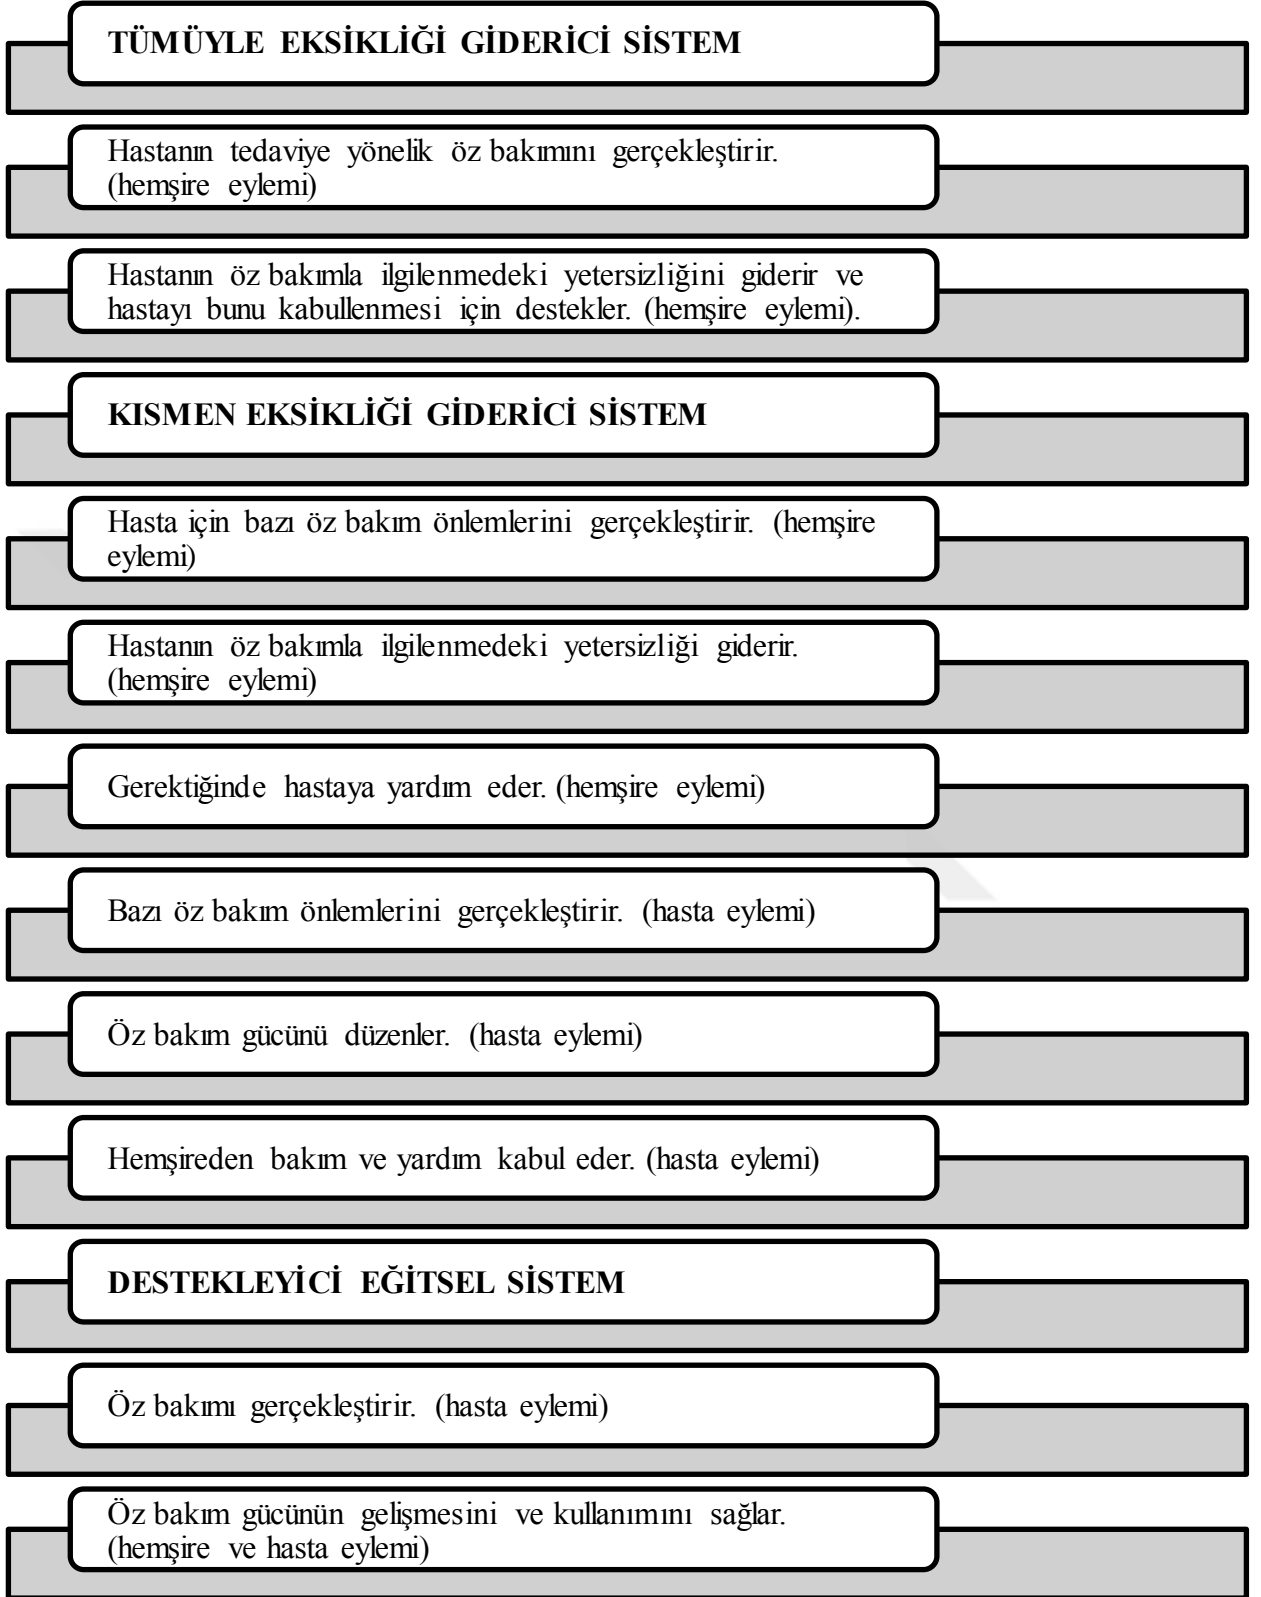 TÜMÜYLE EKSİKLİĞİ GİDERİCİ SİSTEM
Hastanın tedaviye yönelik öz bakımını gerçekleştirir.
(hemşire eylemi)
Hastanın öz bakımla ilgilenmedeki yetersizliğini giderir ve
hastayı bunu kabullenmesi için destekler. (hemşire eylemi).
KISMEN EKSİKLİĞİ GİDERİCİ SİSTEM
Hasta için bazı öz bakım önlemlerini gerçekleştirir. (hemşire
eylemi)
Hastanın öz bakımla ilgilenmedeki yetersizliği giderir.
(hemşire eylemi)
Gerektiğinde hastaya yardım eder. (hemşire eylemi)
Bazı öz bakım önlemlerini gerçekleştirir. (hasta eylemi)
Öz bakım gücünü düzenler. (hasta eylemi)
Hemşireden bakım ve yardım kabul eder. (hasta eylemi)
DESTEKLEYİCİ EĞİTSEL SİSTEM
Öz bakımı gerçekleştirir. (hasta eylemi)
Öz bakım gücünün gelişmesini ve kullanımını sağlar.
(hemşire ve hasta eylemi)